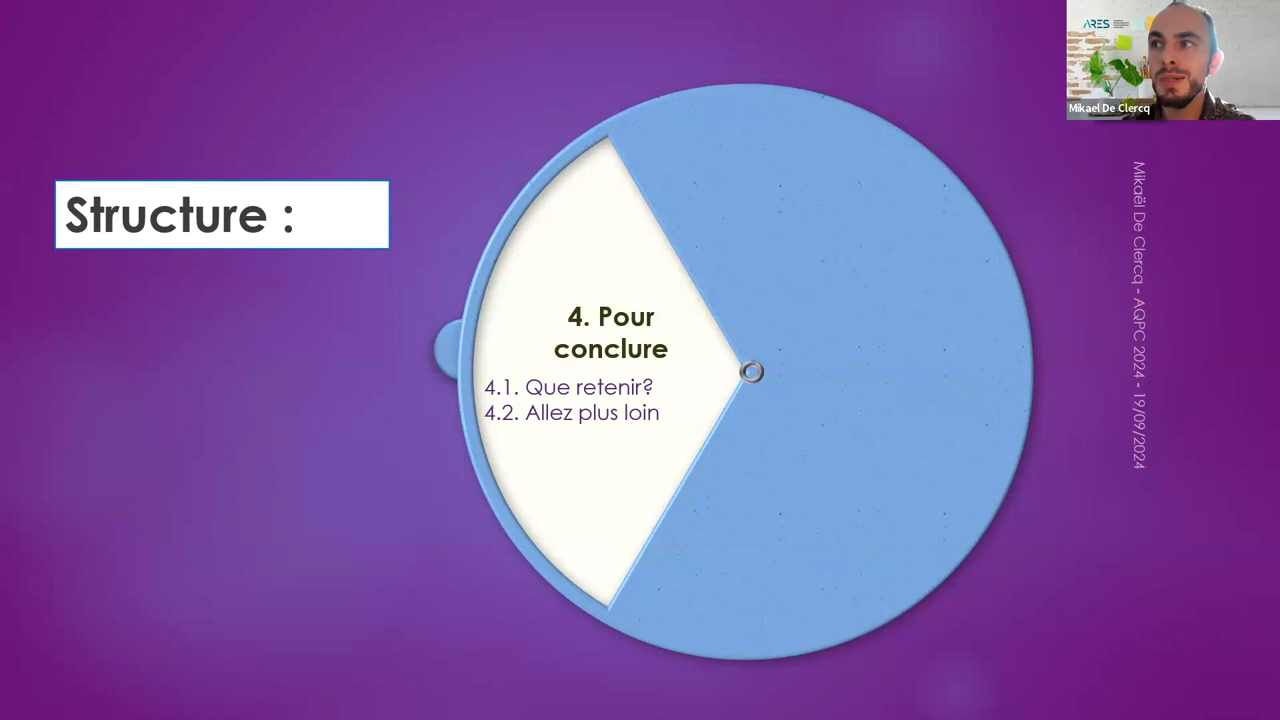 Structure :
4. Pour
conclure
4.1. Que retenir?
4.2. Allez plus loin
ARES
Mikael De Clercq
Mikaël De Clercq - AQPC 2024 - 19/09/2024